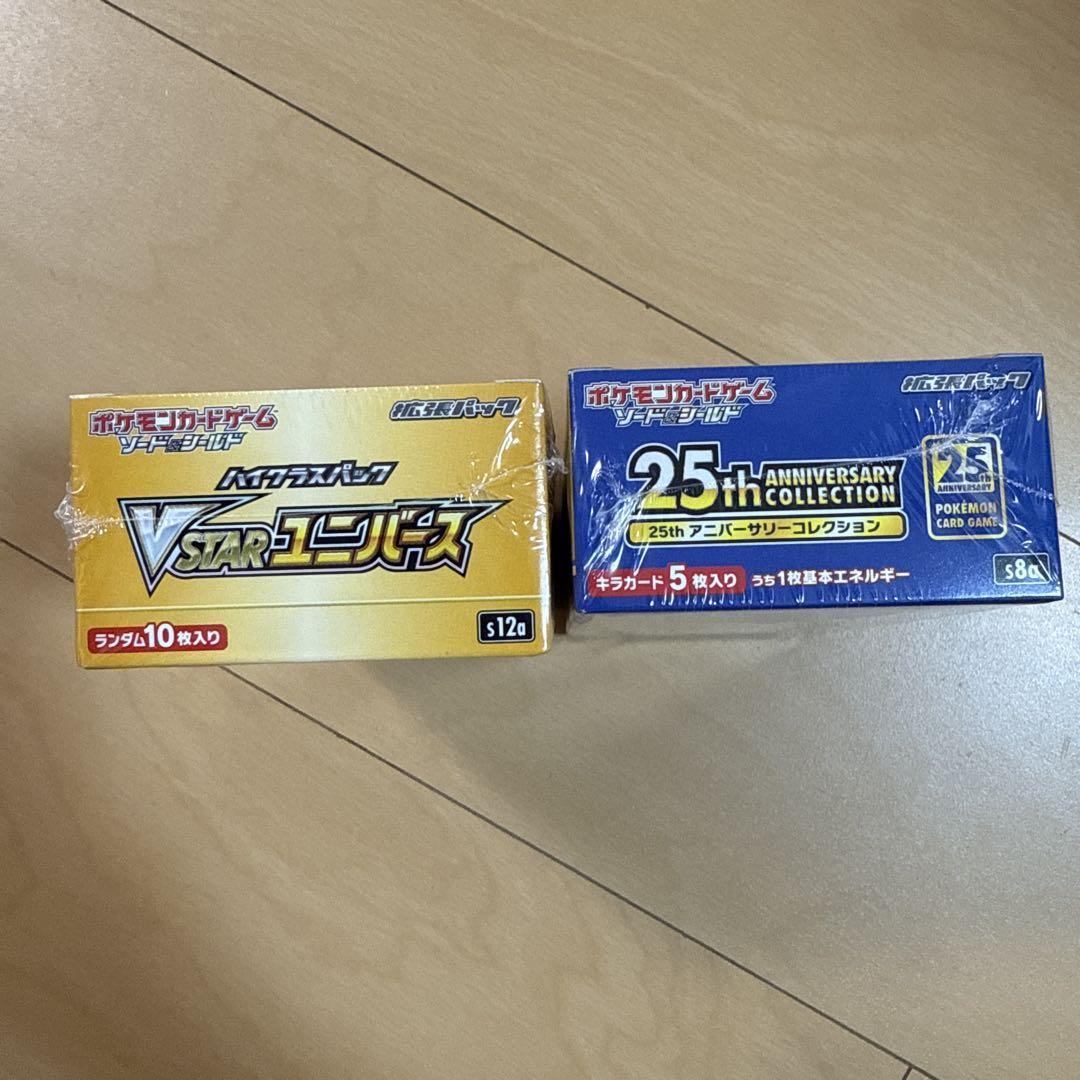 ポケモンカードゲーム
ソード&シールド
拡張パック
ハイクラスパック
VSTARユニバース
ランダム10枚入り
s12a
ポケモンカードゲーム
ソード&シールド
拡張パック
25th ANNIVERSARY
COLLECTION
25th アニバーサリーコレクション
25TH
ANNIVERSARY
POKÉMON
CARD GAME
キラカード5枚入り うち1枚基本エネルギー
s8a